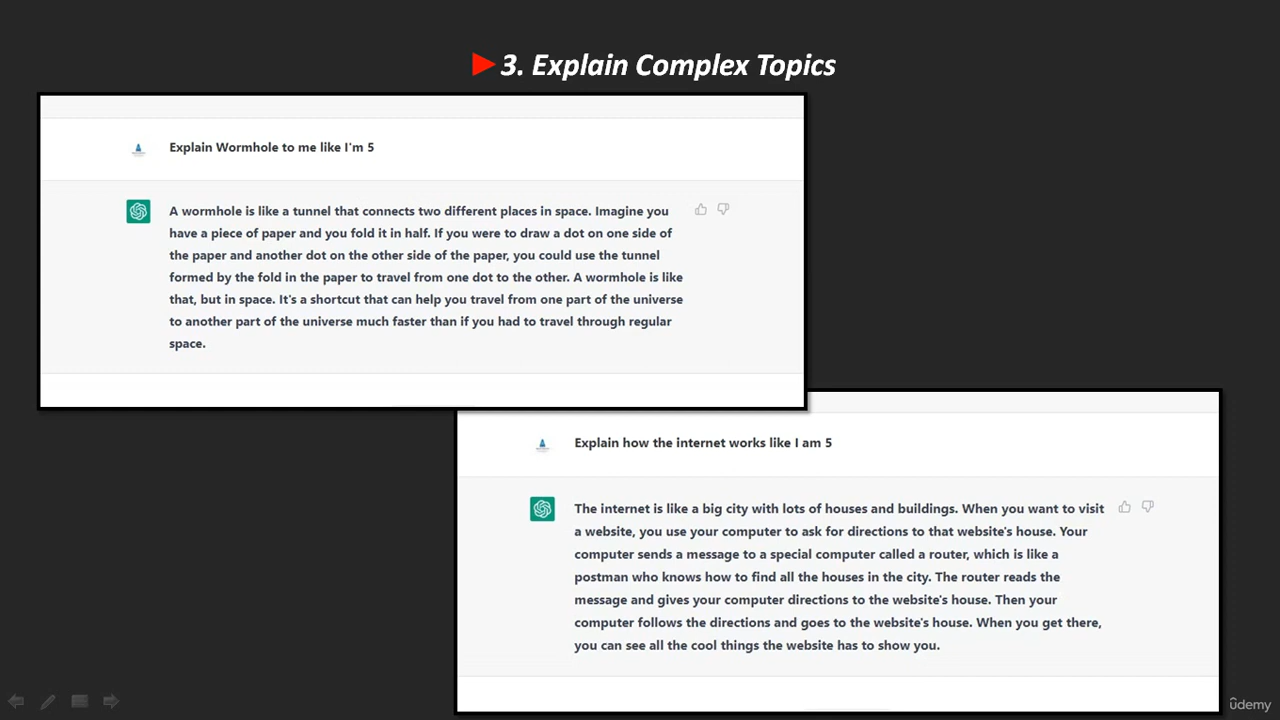 3. Explain Complex Topics
Explain Wormhole to me like I'm 5
A wormhole is like a tunnel that connects two different places in space. Imagine you
have a piece of paper and you fold it in half. If you were to draw a dot on one side of
the paper and another dot on the other side of the paper, you could use the tunnel
formed by the fold in the paper to travel from one dot to the other. A wormhole is like
that, but in space. It's a shortcut that can help you travel from one part of the universe
to another part of the universe much faster than if you had to travel through regular
space.
Explain how the internet works like I am 5
The internet is like a big city with lots of houses and buildings. When you want to visit
a website, you use your computer to ask for directions to that website's house. Your
computer sends a message to a special computer called a router, which is like a
postman who knows how to find all the houses in the city. The router reads the
message and gives your computer directions to the website's house. Then your
computer follows the directions and goes to the website's house. When you get there,
you can see all the cool things the website has to show you.
ûdemy